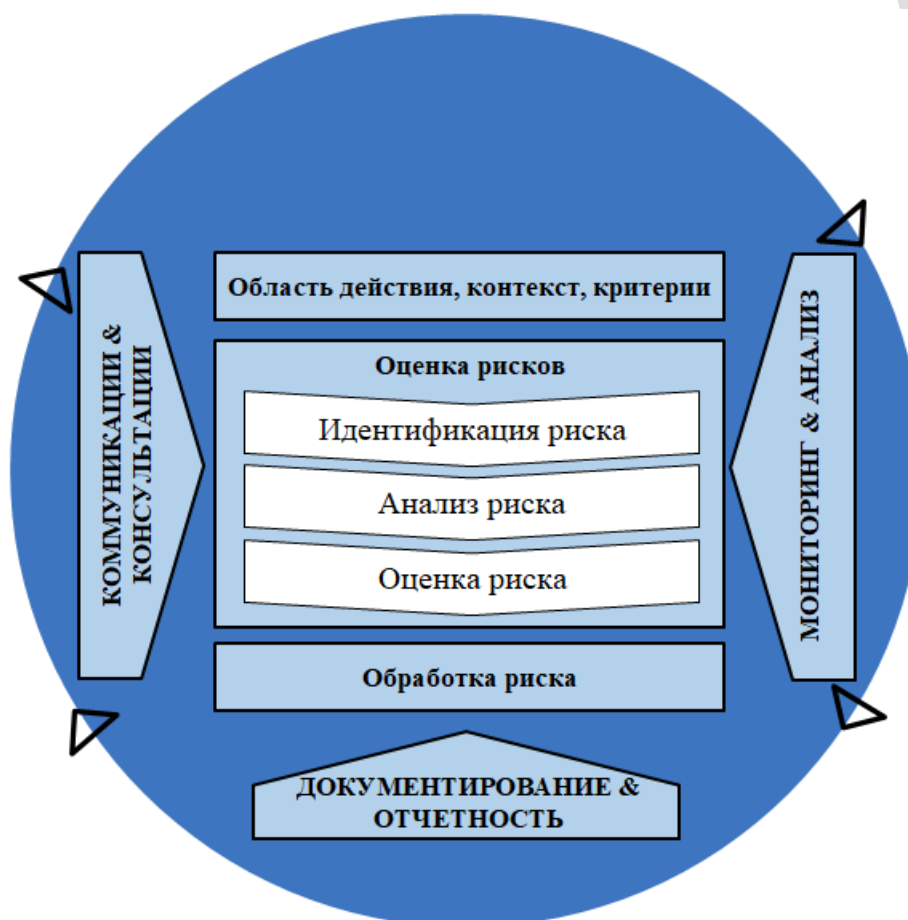 Область действия, контекст, критерии
КОММУНИКАЦИИ &
КОНСУЛЬТАЦИИ
Оценка рисков
Идентификация риска
Анализ риска
Оценка риска
МОНИТОРИНГ & АНАЛИЗ
Обработка риска
ДОКУМЕНТИРОВАНИЕ &
ОТЧЕТНОСТЬ